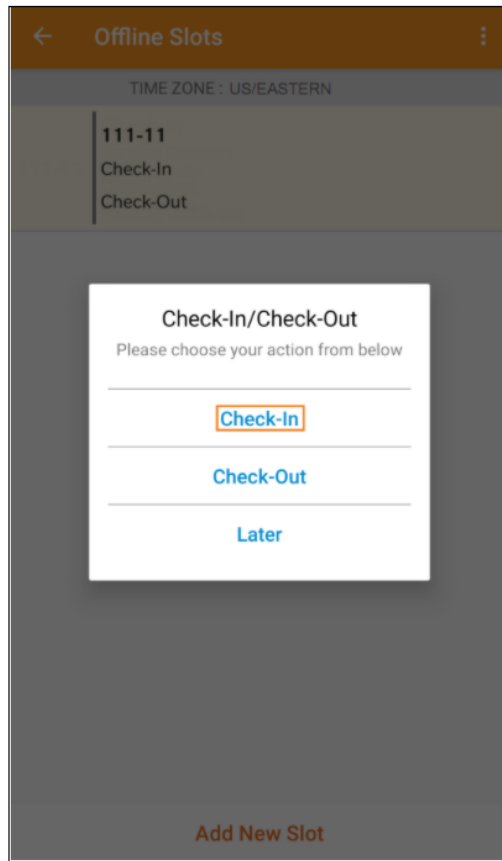 Offline Slots
TIME ZONE : US/EASTERN
111-11
Check-In
Check-Out
Check-In/Check-Out
Please choose your action from below
Check-In
Check-Out
Later
Add New Slot